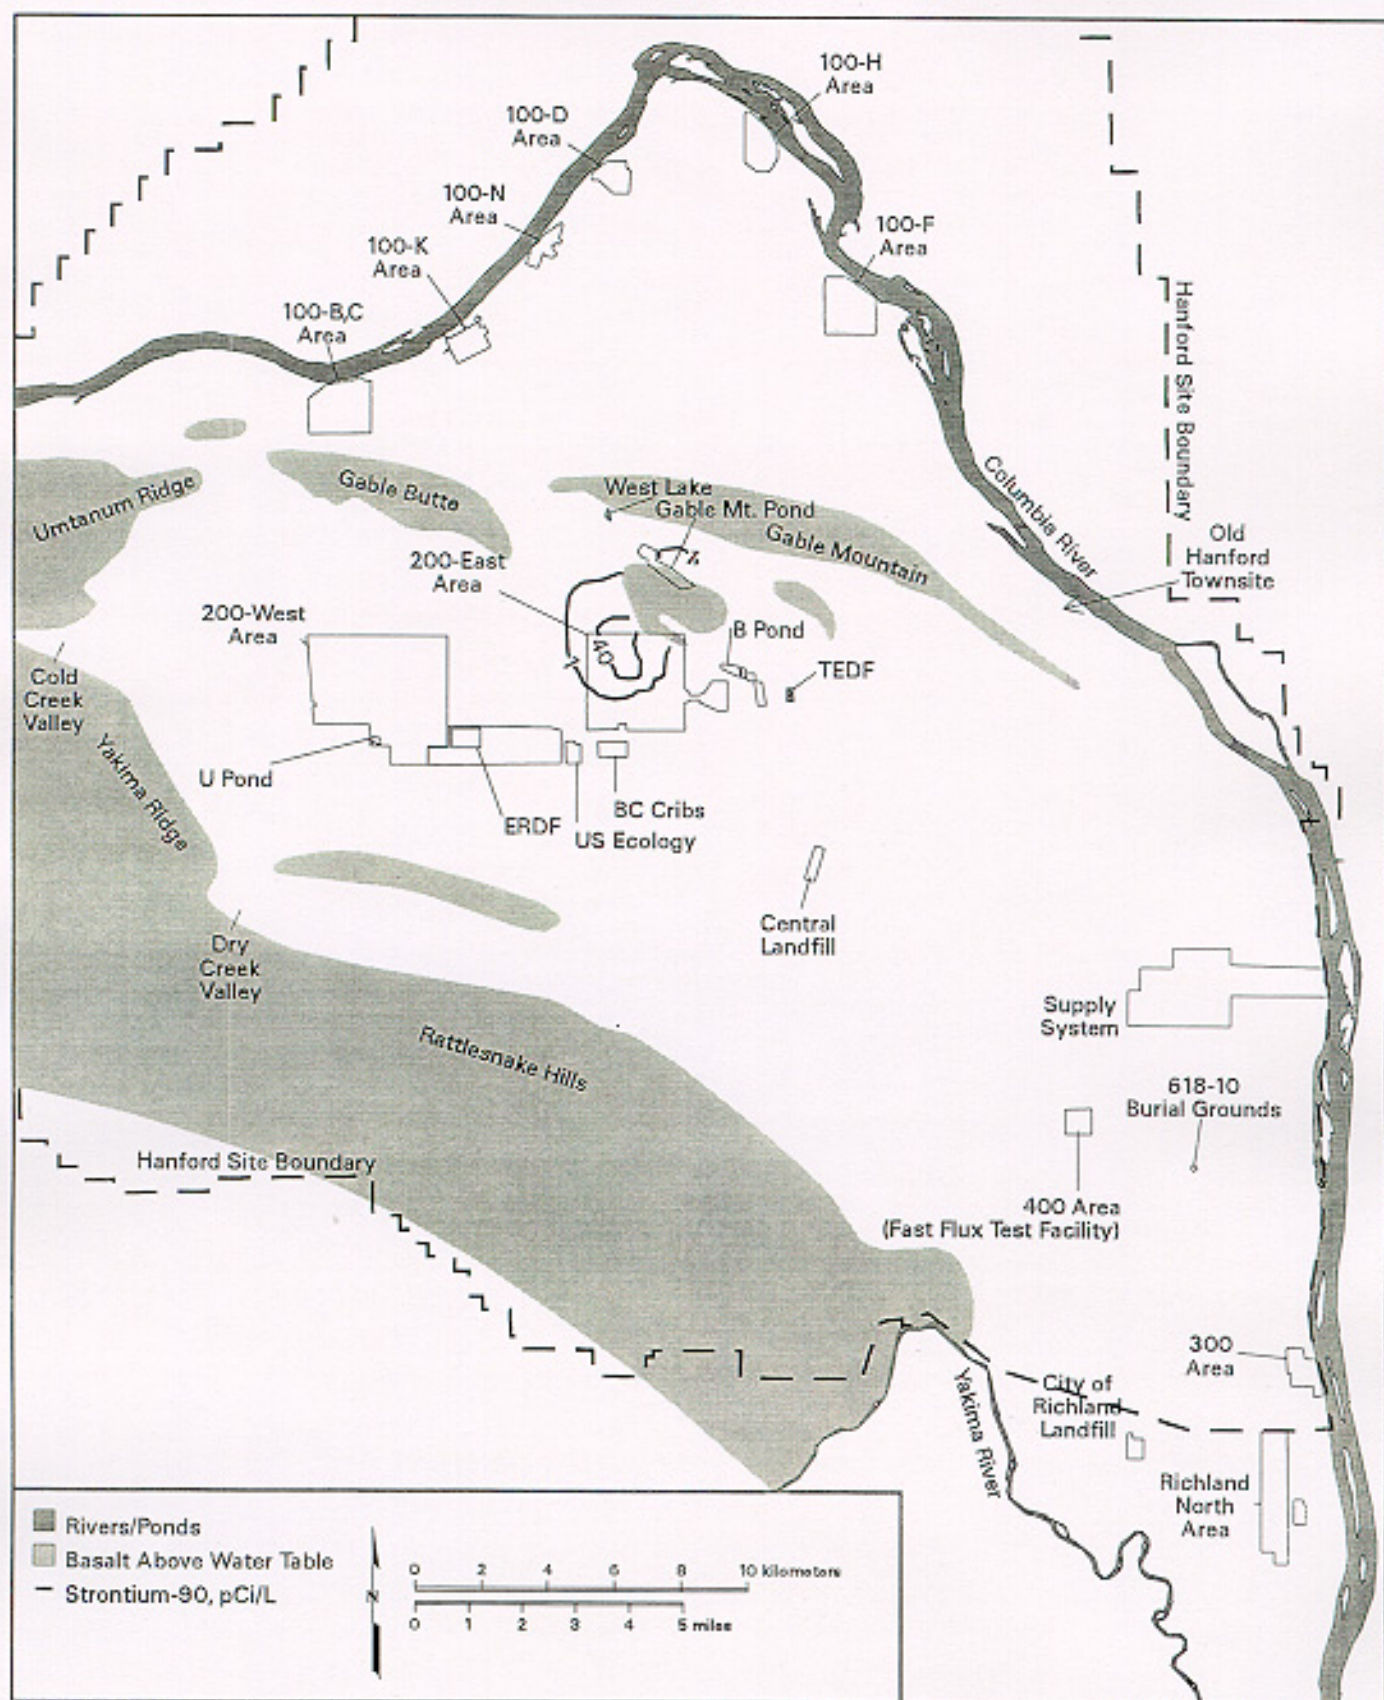 100-H
Area
100-D
Area
100-N
Area
100-F
Area
100-K
Area
100-B,C
Area
Hanford Site Boundary
Columbia River
Umtanum Ridge
Gable Butte
West Lake
Gable Mt. Pond
Gable Mountain
Old
Hanford
Townsite
200-East
Area
200-West
Area
B Pond
40
TEDF
Cold
Creek
Valley
Yakima Ridge
U Pond
ERDF
BC Cribs
US Ecology
Central
Landfill
Dry
Creek
Valley
Supply
System
Rattlesnake Hills
618-10
Burial Grounds
Hanford Site Boundary
400 Area
(Fast Flux Test Facility)
300
Area
City of
Richland
Landfill
Yakima River
Richland
North
Area
Rivers/Ponds
Basalt Above Water Table
Strontium-90, pCi/L
N
0 2 4 6 8 10 kilometers
0 1 2 3 4 5 miles